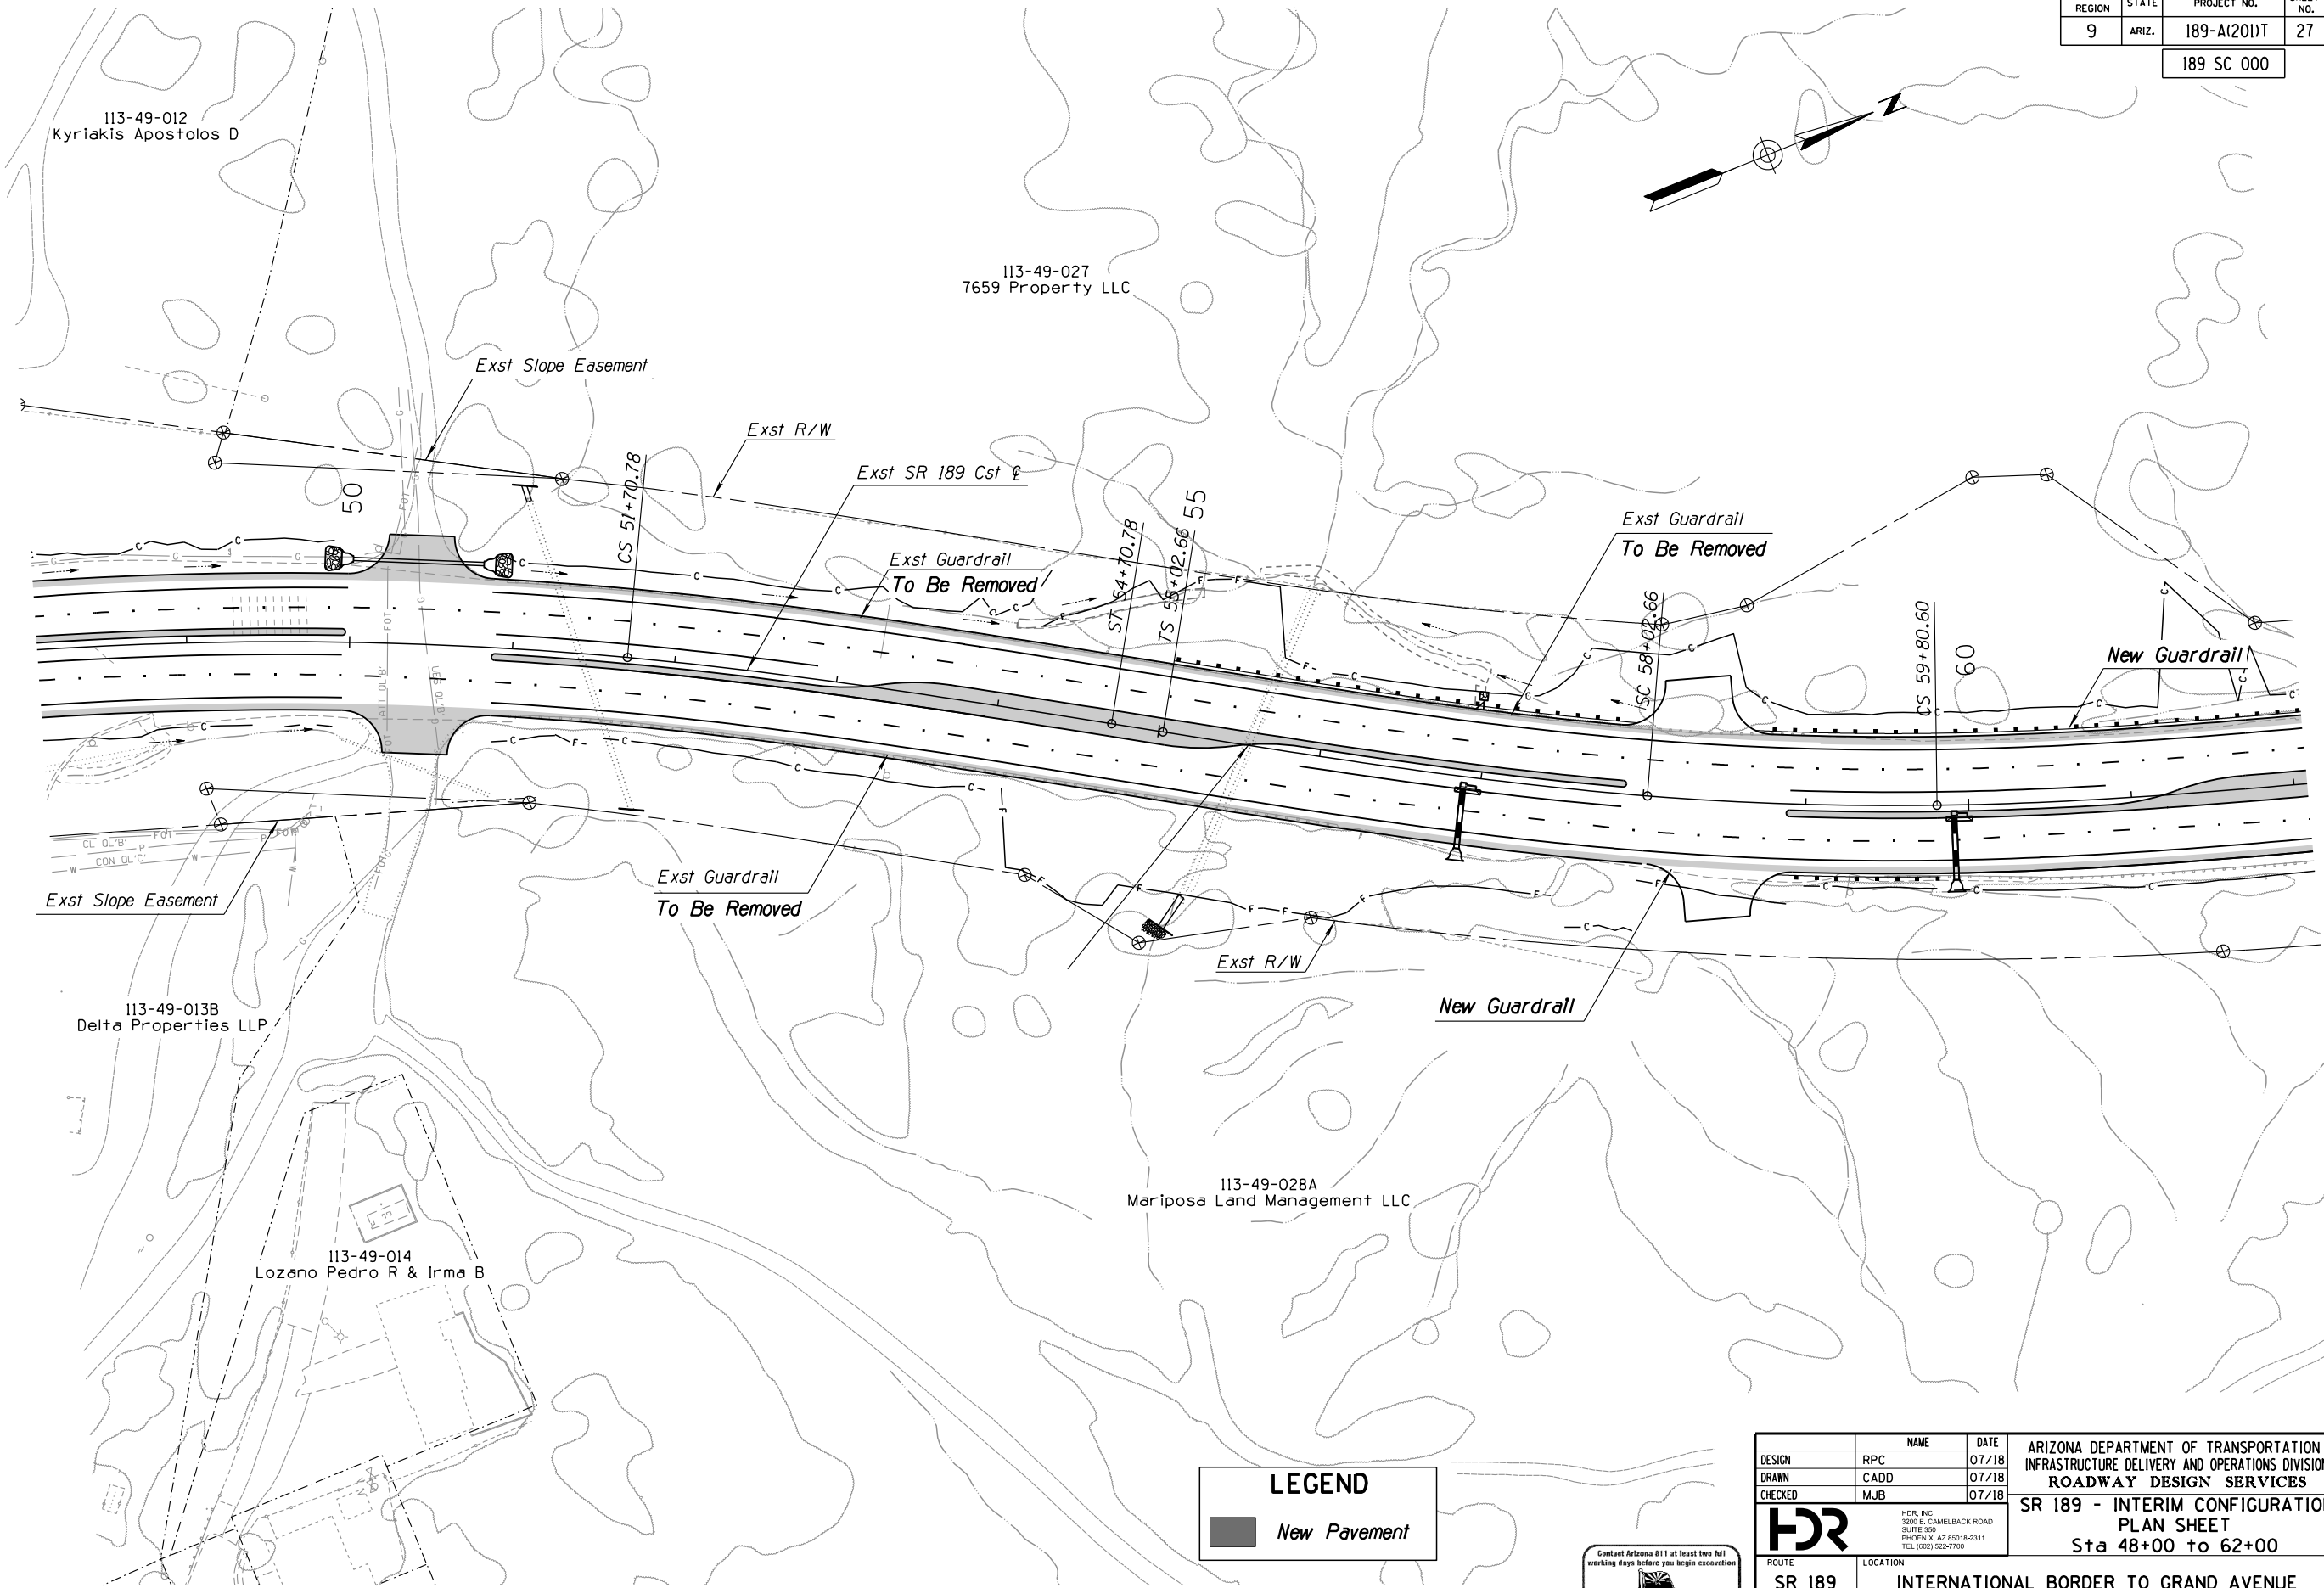 REGION STATE PROJECT NO. NO.
9 ARIZ. 189-A(201)T 27
189 SC 000
N
113-49-012
Kyriakis Apostolos D
113-49-027
7659 Property LLC
Exst Slope Easement
Exst R/W
Exst SR 189 Cst ℄
50
CS 51+70.78
ST 54+70.78
TS 55+02.66
55
Exst Guardrail
To Be Removed
Exst Guardrail
To Be Removed
SC 58+02.66
CS 59+80.60
60
New Guardrail
Exst Slope Easement
CL QL'B'
CON QL'C'
FOT
ATT QL'B'
Exst Guardrail
To Be Removed
Exst R/W
New Guardrail
113-49-013B
Delta Properties LLP
113-49-028A
Mariposa Land Management LLC
113-49-014
Lozano Pedro R & Irma B
LEGEND
New Pavement
Contact Arizona 811 at least two full
working days before you begin excavation
NAME DATE
DESIGN RPC 07/18
DRAWN CADD 07/18
CHECKED MJB 07/18
HDR
HDR, INC.
3200 E. CAMELBACK ROAD
SUITE 350
PHOENIX, AZ 85018-2311
TEL (602) 522-7700
ARIZONA DEPARTMENT OF TRANSPORTATION
INFRASTRUCTURE DELIVERY AND OPERATIONS DIVISION
ROADWAY DESIGN SERVICES
SR 189 - INTERIM CONFIGURATION
PLAN SHEET
Sta 48+00 to 62+00
ROUTE LOCATION
SR 189 INTERNATIONAL BORDER TO GRAND AVENUE